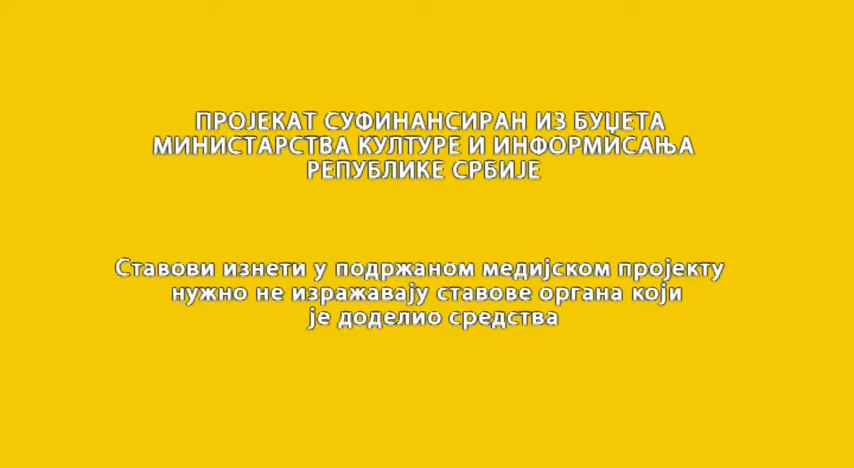 ПРОЈЕКАТ СУФИНАНСИРАН ИЗ БУЏЕТА
МИНИСТАРСТВА КУЛТУРЕ И ИНФОРМИСАЊА
РЕПУБЛИКЕ СРБИЈЕ
Ставови изнети у подржаном медијском пројекту
нужно не изражавају ставове органа који
је доделио средства